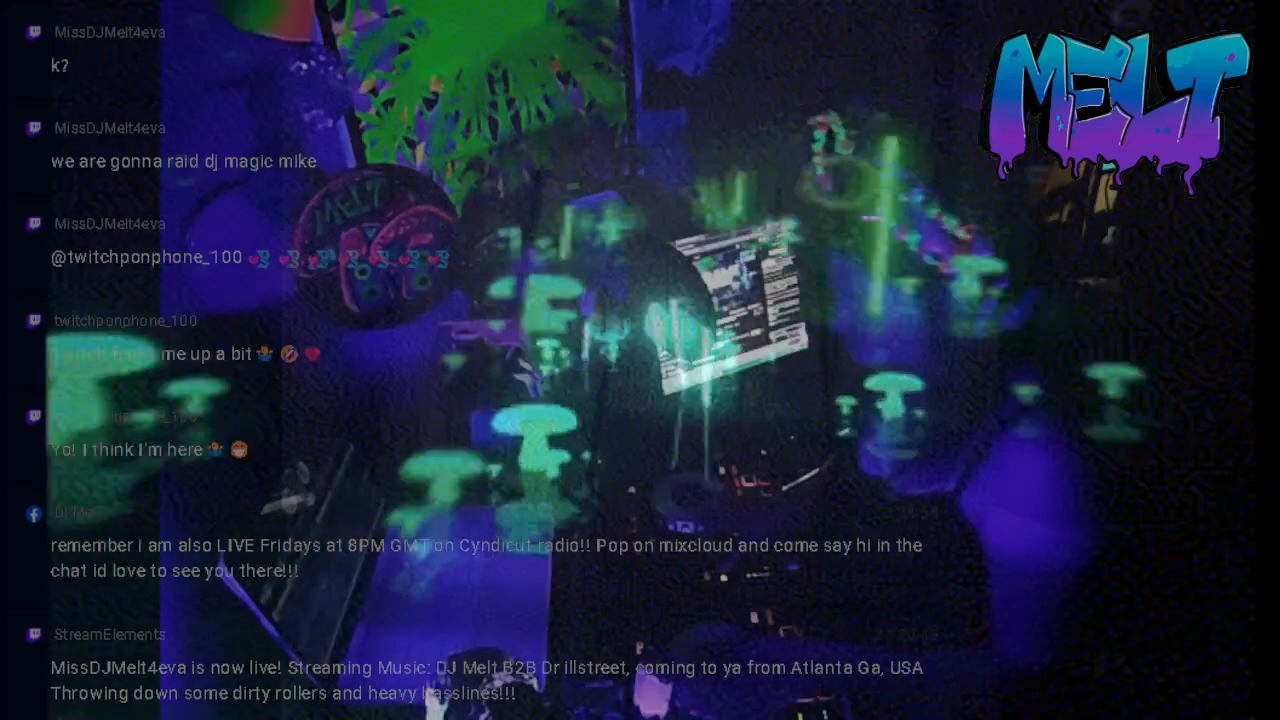 MissDJMelt4eva
k?
MissDJMelt4eva
we are gonna raid dj magic mike
MissDJMelt4eva
@twitchponphone_100
twitchponphone_100
me up a bit
Yo! I think I'm here
remember I am also LIVE Fridays at 8PM GMT on Cyndicut radio!! Pop on mixcloud and come say hi in the
chat id love to see you there!!!
StreamElements
MissDJMelt4eva is now live! Streaming Music: DJ Melt B2B Dr illstreet, coming to ya from Atlanta Ga, USA
Throwing down some dirty rollers and heavy basslines!!!
MELT
MELT